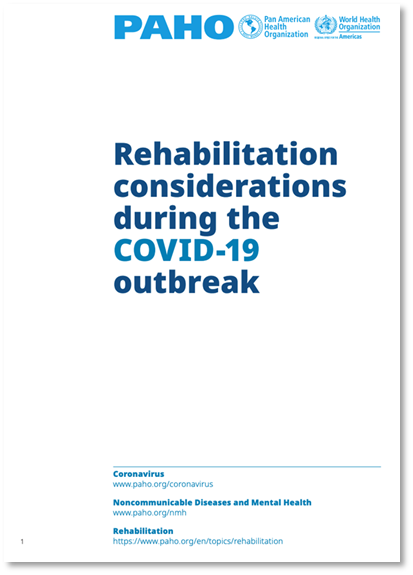 PAHO
Pan American
Health
Organization
World Health
Organization
Americas
Rehabilitation
considerations
during the
COVID-19
outbreak
Coronavirus
www.paho.org/coronavirus
Noncommunicable Diseases and Mental Health
www.paho.org/nmh
Rehabilitation
https://www.paho.org/en/topics/rehabilitation
1